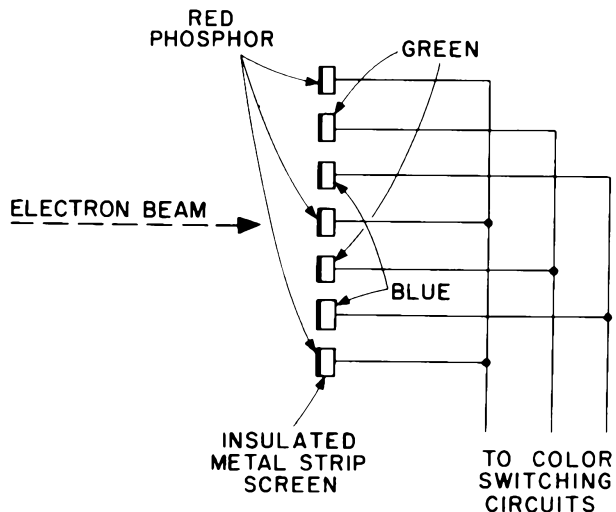 RED
PHOSPHOR
GREEN
ELECTRON BEAM
BLUE
INSULATED
METAL STRIP
SCREEN
TO COLOR
SWITCHING
CIRCUITS